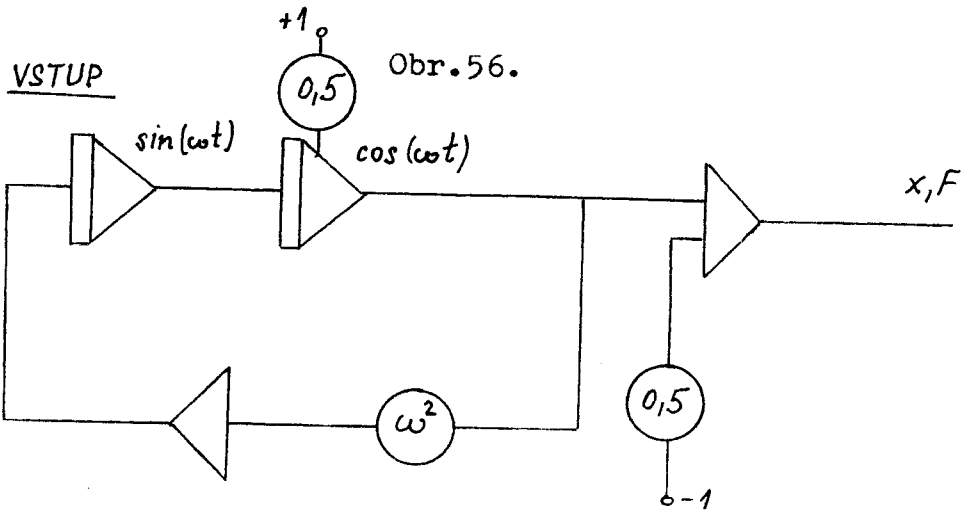 +1
Obr.56.
VSTUP
0,5
sin(ωt)
cos(ωt)
x,F
0,5
ω²
-1